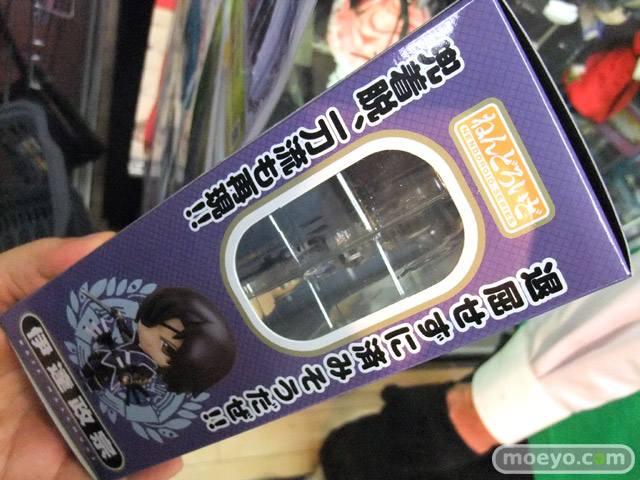 ねんどろいど
NENDOROID SERIES
兜着脱、一刀流も再現!!
退屈せずに済みそうだぜ!!
伊達政宗
moeyo.com